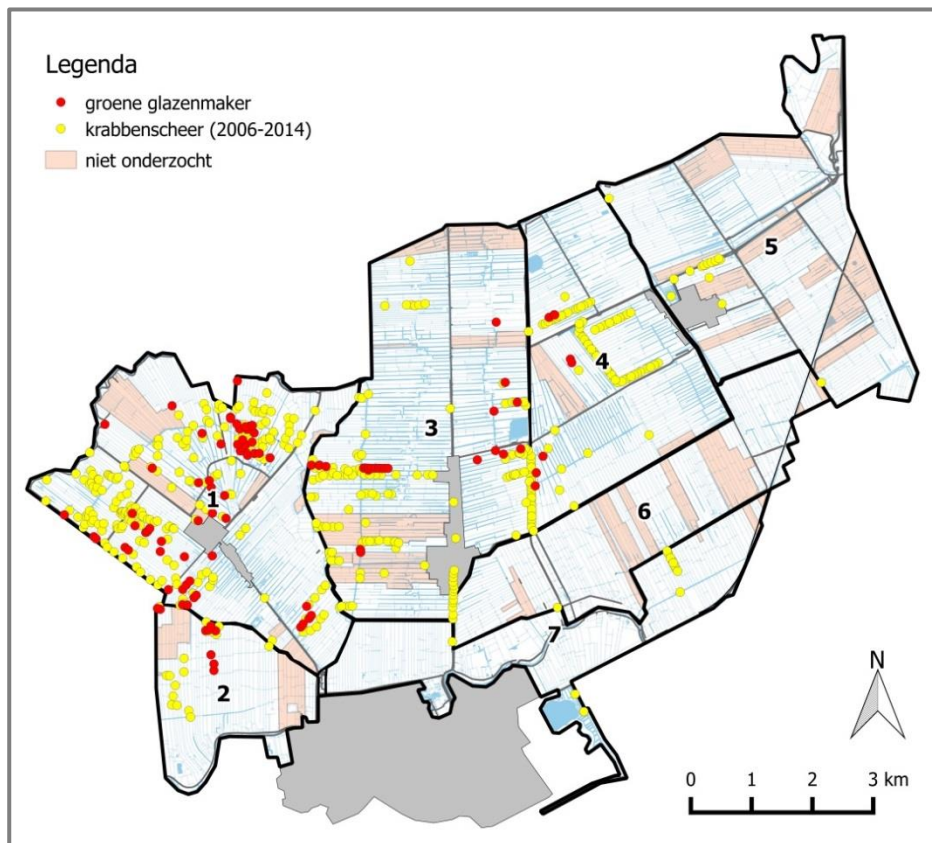 Legenda
groene glazenmaker
krabbenscheer (2006-2014)
niet onderzocht
5
4
3
1
6
7
2
N
0 1 2 3 km